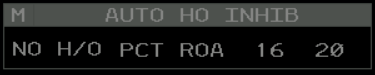 M AUTO HO INHIB
NO H/O PCT ROA 16 20